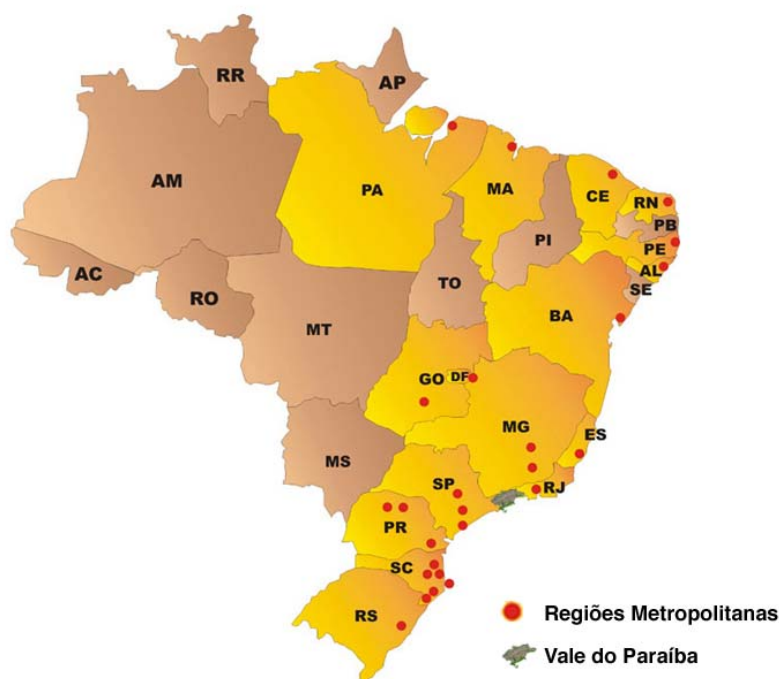 RR
AP
AM
PA
MA
CE
RN
PB
PI
PE
AL
SE
AC
RO
TO
BA
MT
GO
DF
MG
ES
MS
SP
RJ
PR
SC
RS
Regiões Metropolitanas
Vale do Paraíba